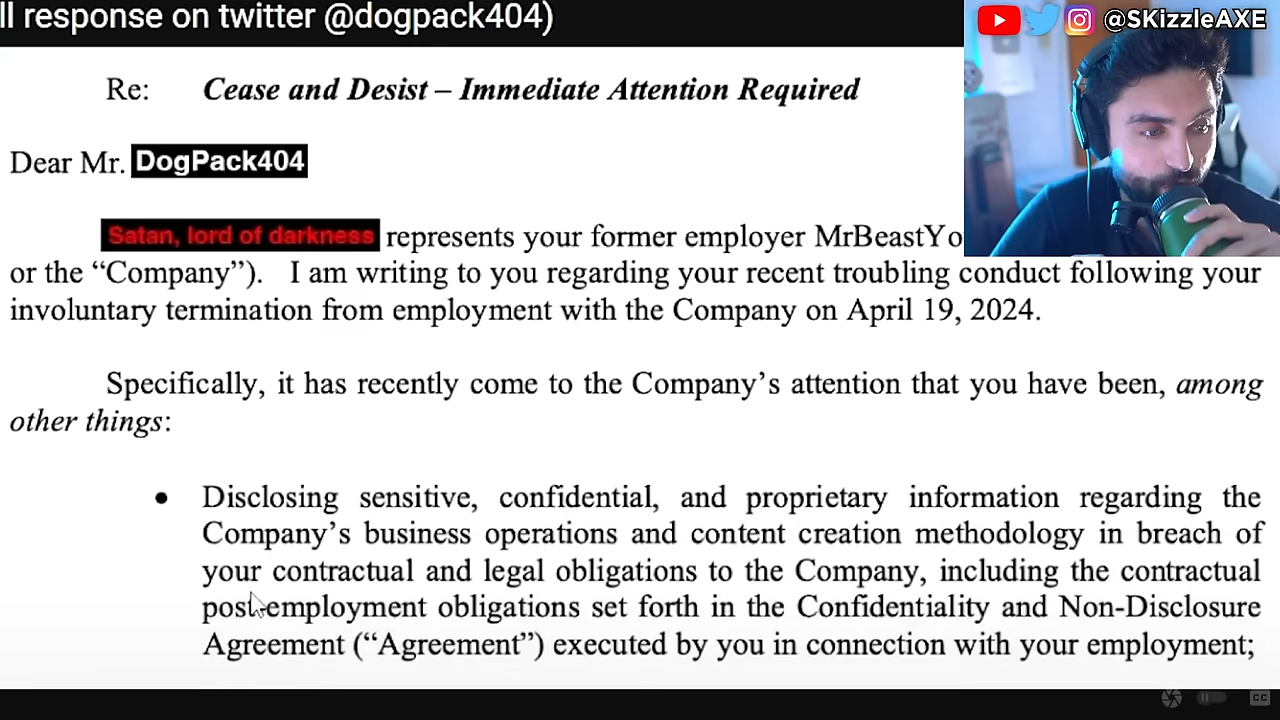 ll response on twitter @dogpack404)
@SKizzleAXE
Re: Cease and Desist – Immediate Attention Required
Dear Mr. DogPack404
Satan, lord of darkness represents your former employer MrBeastYo
or the “Company”). I am writing to you regarding your recent troubling conduct following your
involuntary termination from employment with the Company on April 19, 2024.
Specifically, it has recently come to the Company’s attention that you have been, among
other things:
• Disclosing sensitive, confidential, and proprietary information regarding the
Company’s business operations and content creation methodology in breach of
your contractual and legal obligations to the Company, including the contractual
post-employment obligations set forth in the Confidentiality and Non-Disclosure
Agreement (“Agreement”) executed by you in connection with your employment;
CC